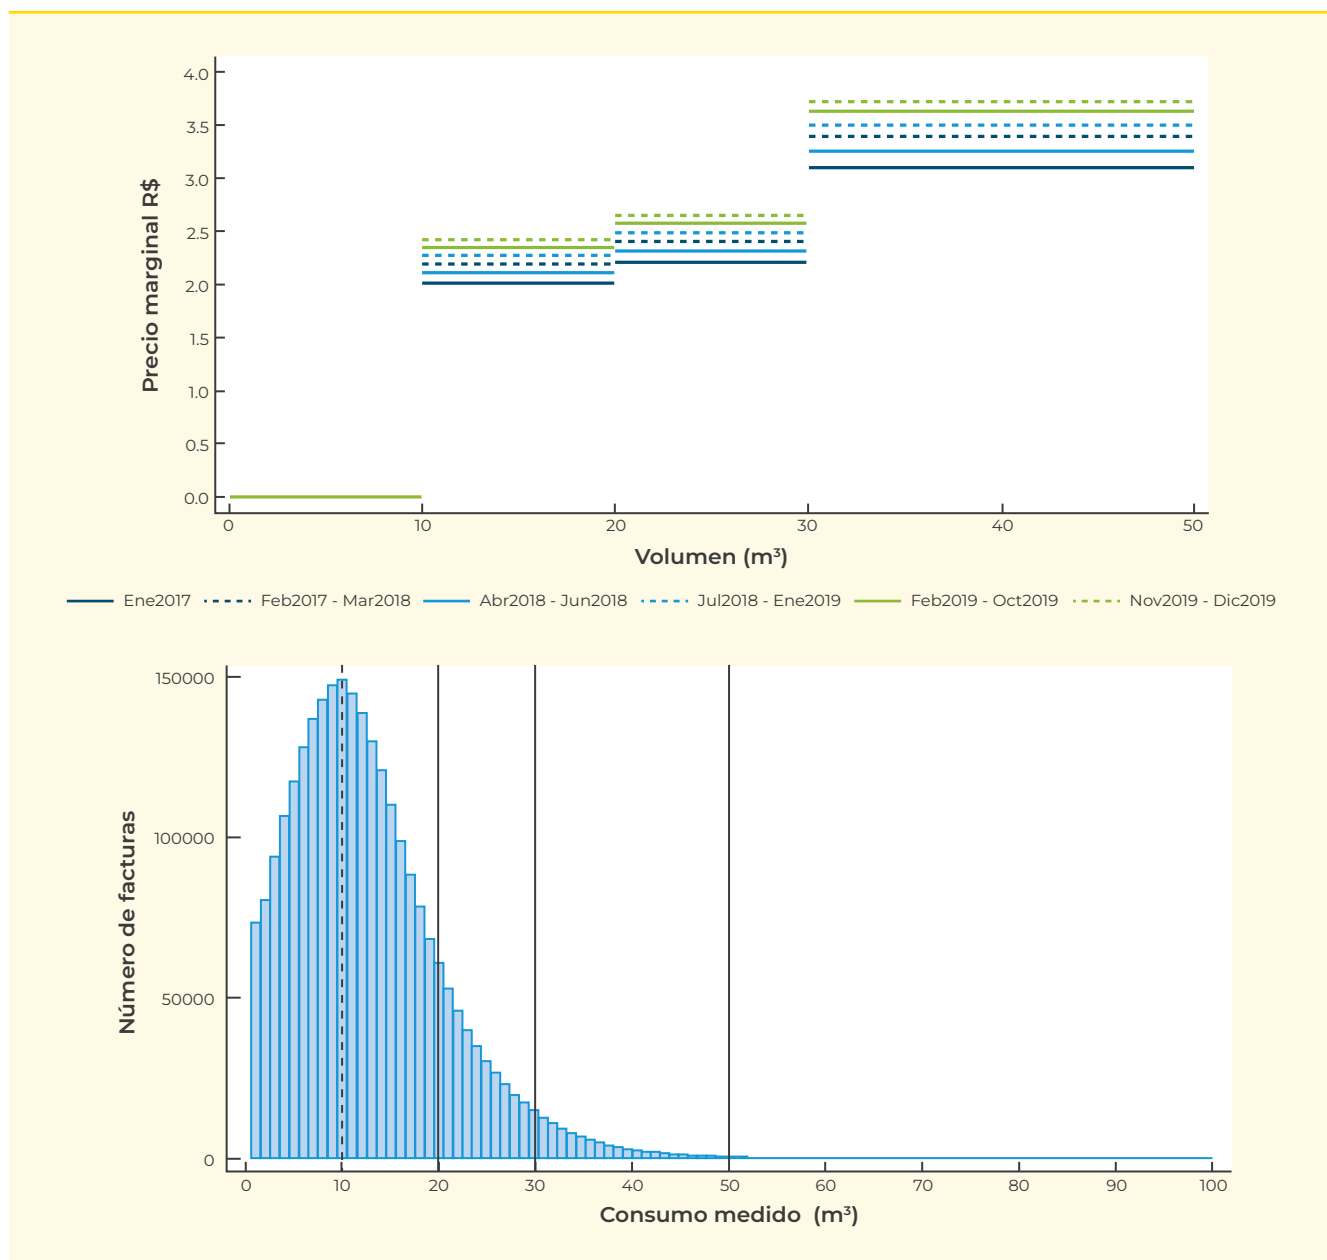 4.0
3.5
3.0
2.5
2.0
1.5
1.0
0.5
0.0
Precio marginal R$
0 10 20 30 40 50
Volumen (m³)
Ene2017 Feb2017 - Mar2018 Abr2018 - Jun2018 Jul2018 - Ene2019 Feb2019 - Oct2019 Nov2019 - Dic2019
150000
100000
50000
0
Número de facturas
0 10 20 30 40 50 60 70 80 90 100
Consumo medido (m³)